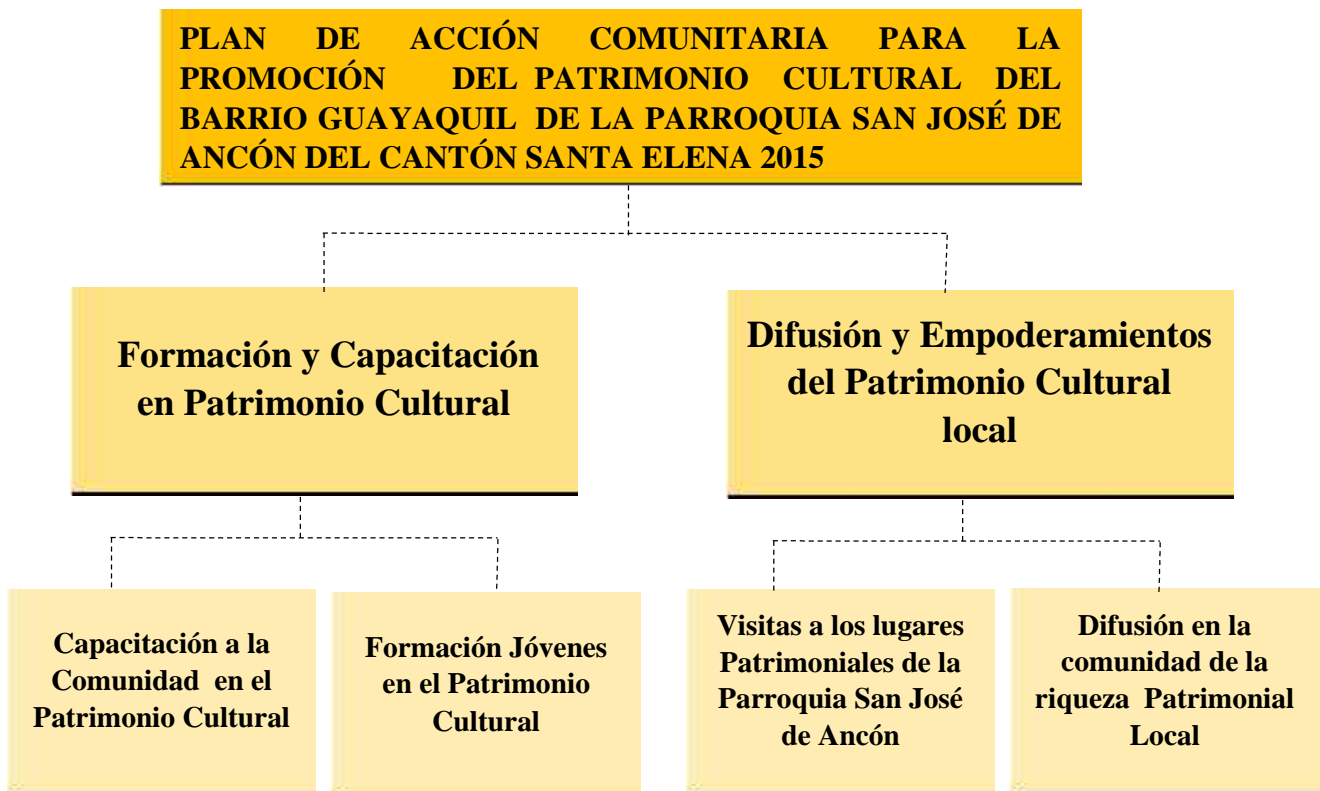 PLAN DE ACCIÓN COMUNITARIA PARA LA
PROMOCIÓN DEL PATRIMONIO CULTURAL DEL
BARRIO GUAYAQUIL DE LA PARROQUIA SAN JOSÉ DE
ANCÓN DEL CANTÓN SANTA ELENA 2015
Formación y Capacitación
en Patrimonio Cultural
Difusión y Empoderamientos
del Patrimonio Cultural
local
Capacitación a la
Comunidad en el
Patrimonio Cultural
Formación Jóvenes
en el Patrimonio
Cultural
Visitas a los lugares
Patrimoniales de la
Parroquia San José
de Ancón
Difusión en la
comunidad de la
riqueza Patrimonial
Local